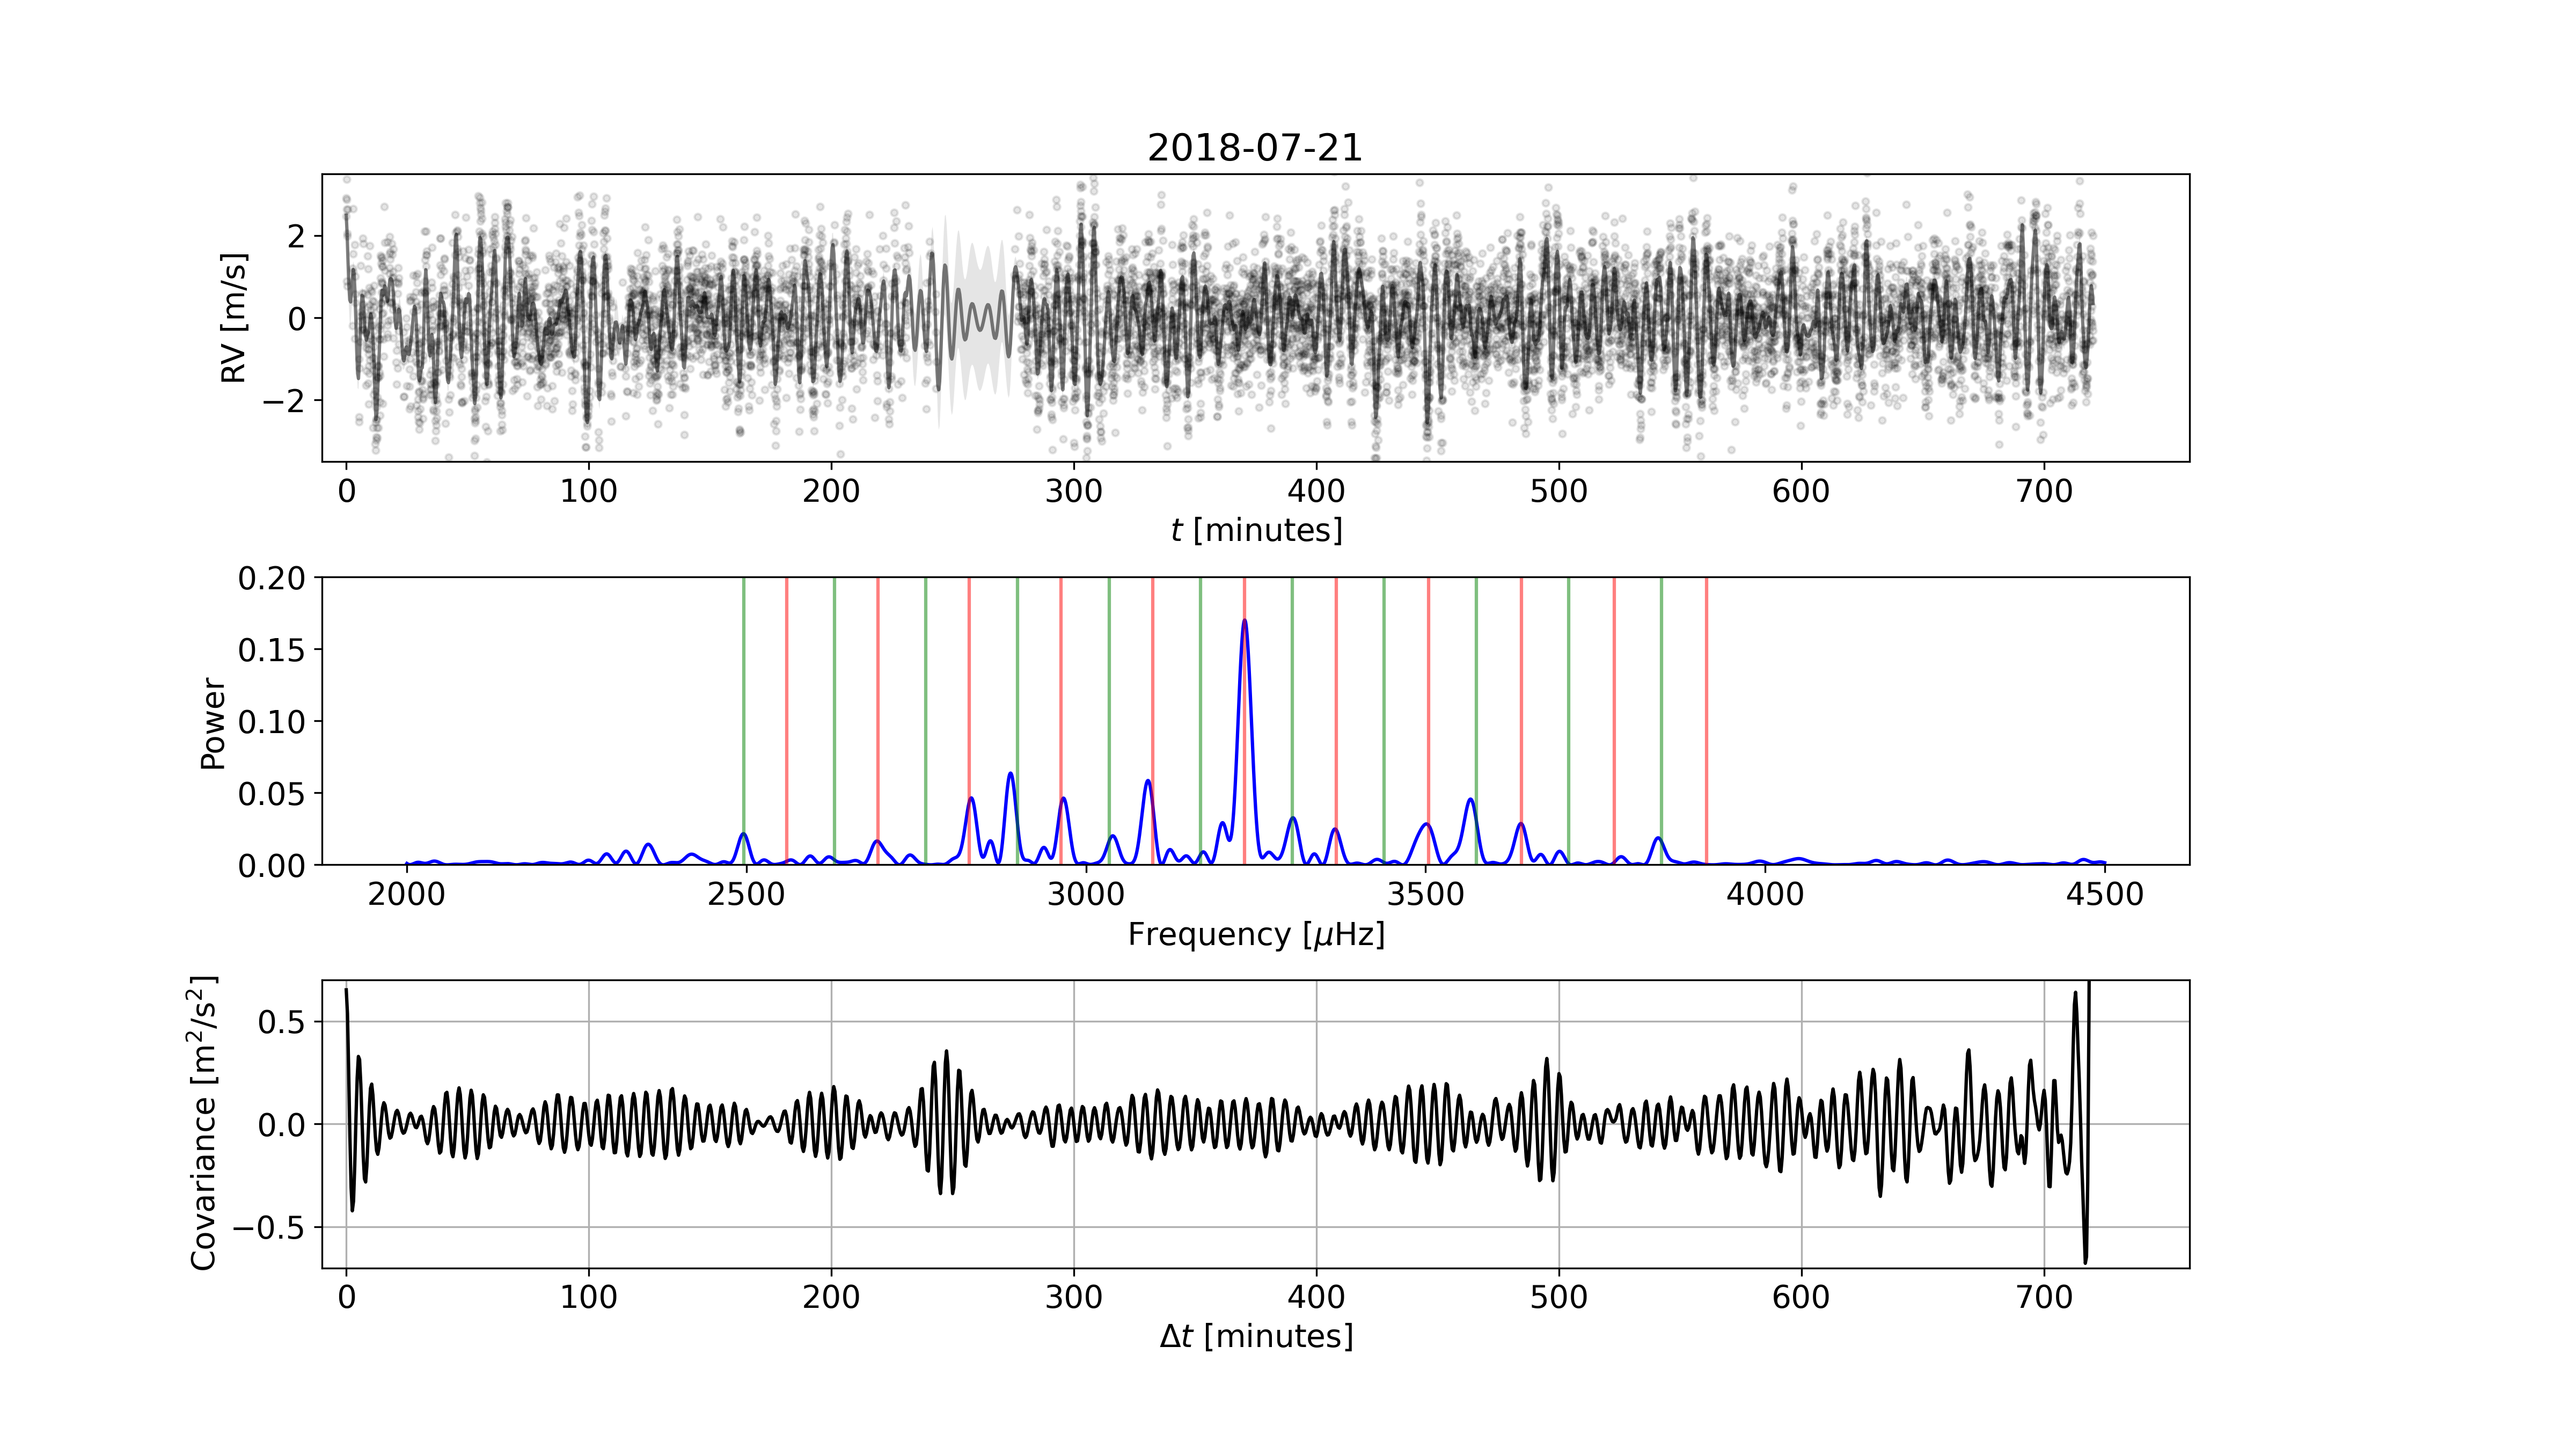 2018-07-21
RV [m/s]
2
0
−2
0 100 200 300 400 500 600 700
t [minutes]
Power
0.20
0.15
0.10
0.05
0.00
2000 2500 3000 3500 4000 4500
Frequency [μHz]
Covariance [m²/s²]
0.5
0.0
−0.5
0 100 200 300 400 500 600 700
Δt [minutes]